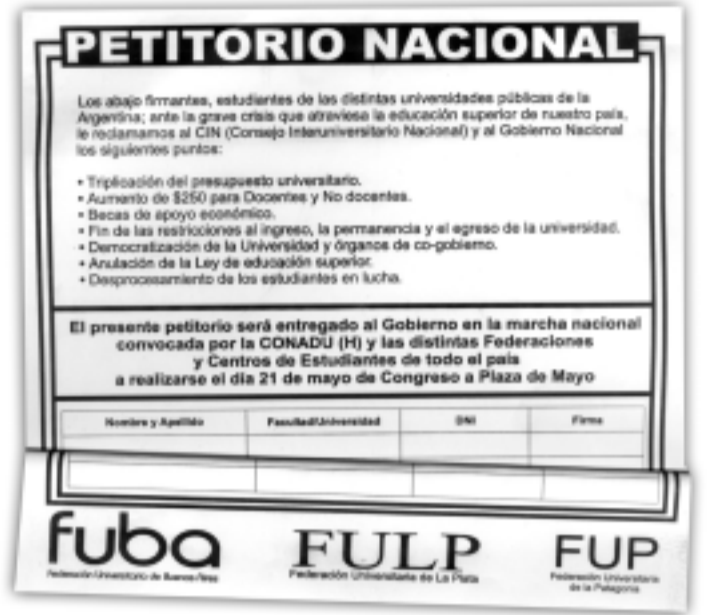 PETITORIO NACIONAL
Los abajo firmantes, estudiantes de las distintas universidades públicas de la
Argentina; ante la grave crisis que atraviesa la educación superior de nuestro país,
le reclamamos al CIN (Consejo Interuniversitario Nacional) y al Gobierno Nacional
los siguientes puntos:
• Triplicación del presupuesto universitario.
• Aumento de $250 para Docentes y No docentes.
• Becas de apoyo económico.
• Fin de las restricciones al ingreso, la permanencia y el egreso de la universidad.
• Democratización de la Universidad y órganos de co-gobierno.
• Anulación de la Ley de educación superior.
• Desprocesamiento de los estudiantes en lucha.
El presente petitorio será entregado al Gobierno en la marcha nacional
convocada por la CONADU (H) y las distintas Federaciones
y Centros de Estudiantes de todo el país
a realizarse el día 21 de mayo de Congreso a Plaza de Mayo
Nombre y Apellido Facultad/Universidad DNI Firma
fuba FULP FUP
Federación Universitaria de Buenos Aires Federación Universitaria de La Plata Federación Universitaria
de la Patagonia